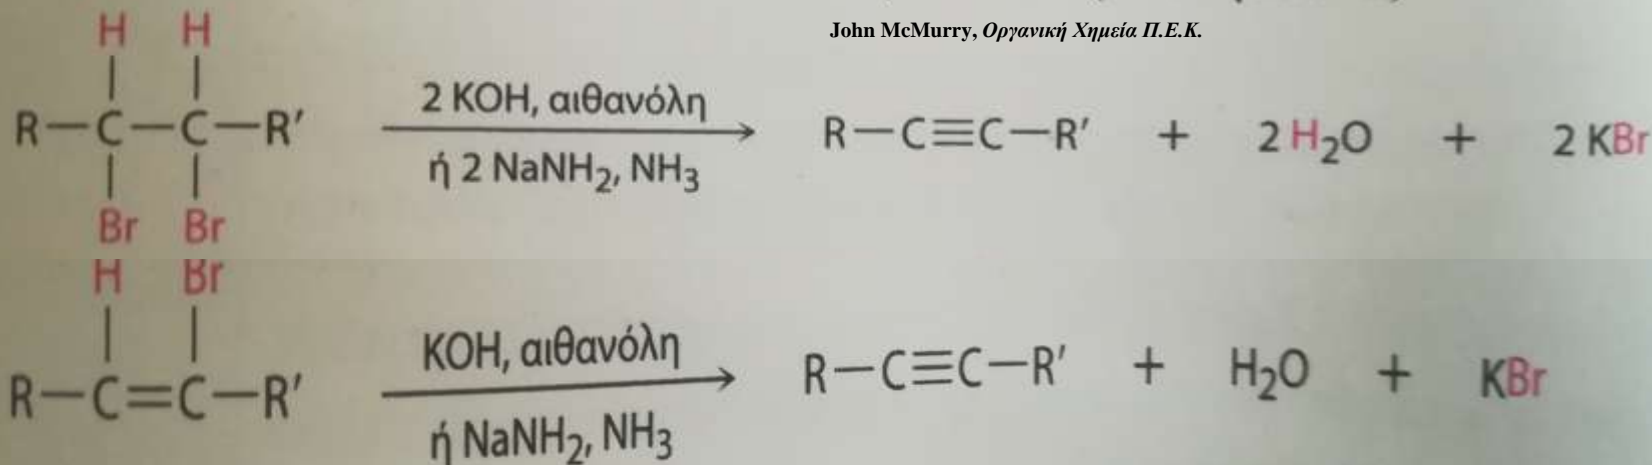 John McMurry, Οργανική Χημεία Π.Ε.Κ.
H H
R—C—C—R′
Br Br
2 KOH, αιθανόλη
ή 2 NaNH₂, NH₃
R—C≡C—R′ + 2 H₂O + 2 KBr
H Br
R—C=C—R′
KOH, αιθανόλη
ή NaNH₂, NH₃
R—C≡C—R′ + H₂O + KBr